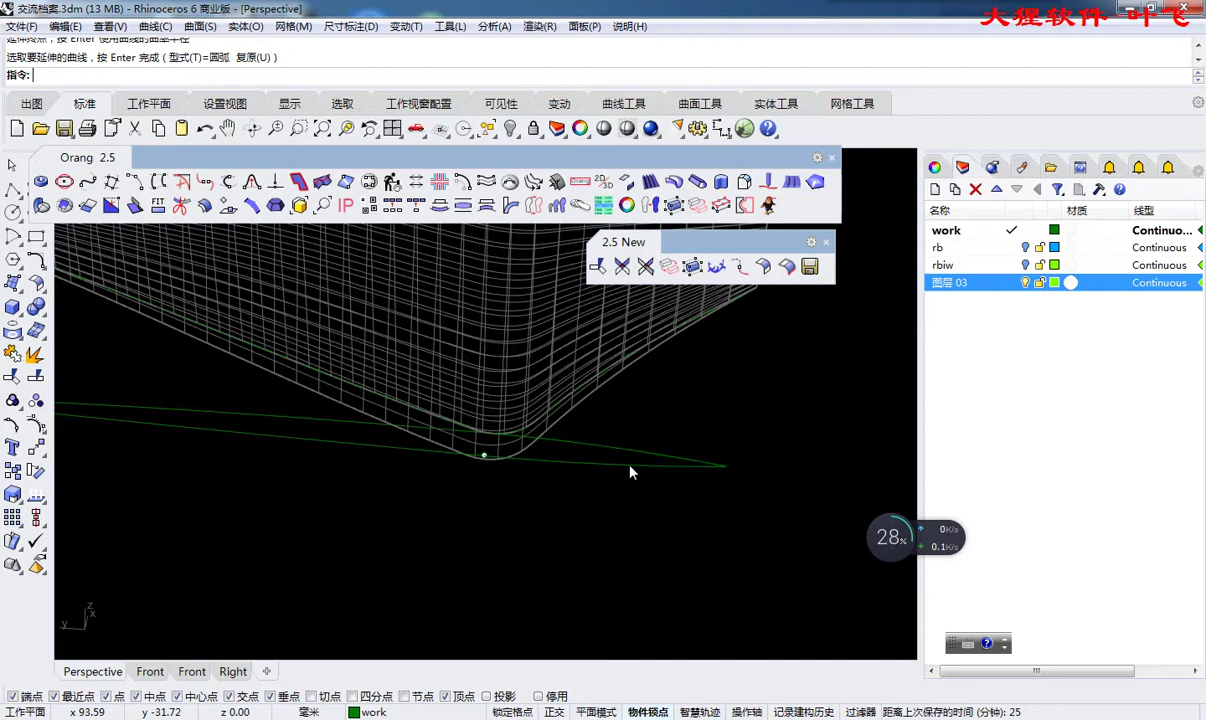 交流档案.3dm (13 MB) - Rhinoceros 6 商业版 - [Perspective]
大猩软件 叶飞
文件(F) 编辑(E) 查看(V) 曲线(C) 曲面(S) 实体(O) 网格(M) 尺寸标注(D) 变动(T) 工具(L) 分析(A) 渲染(R) 面板(P) 说明(H)
选取要延伸的曲线，按 Enter 完成 ( 型式(T)=圆弧 复原(U) )
指令:
出图 标准 工作平面 设置视图 显示 选取 工作视窗配置 可见性 变动 曲线工具 曲面工具 实体工具 网格工具
Orang 2.5
2.5 New
名称 材质 线型
work Continuo...
rb Continuous
rbiw Continuous
图层 03 Continuous
28%
0K/s
0.1K/s
z
x
y
Perspective Front Front Right
端点 最近点 点 中点 中心点 交点 垂点 切点 四分点 节点 顶点 投影 停用
工作平面 x 93.59 y -31.72 z 0.00 毫米 work 锁定格点 正交 平面模式 物件锁点 智慧轨迹 操作轴 记录建构历史 过滤器 距离上次保存的时间 (分钟): 25